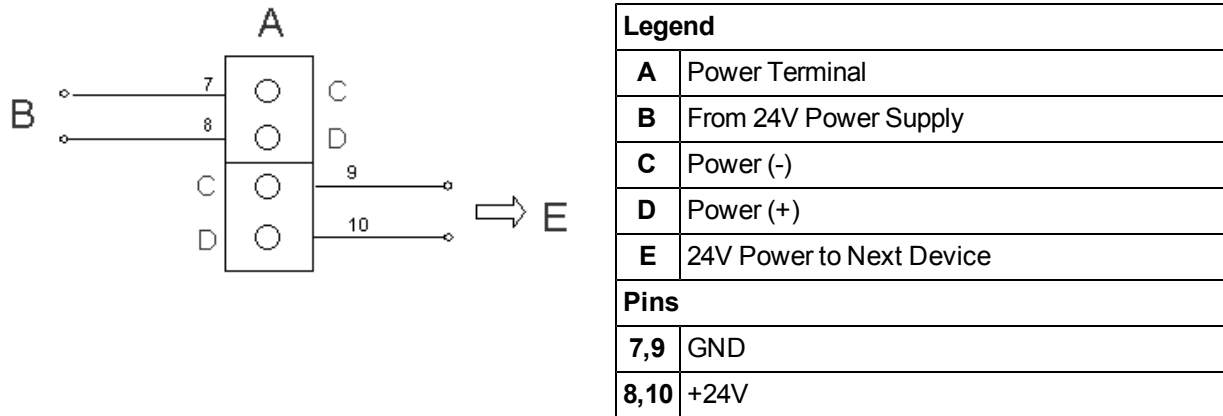 A
B
7
C
8
D
C
9
D
10
E
Legend
A Power Terminal
B From 24V Power Supply
C Power (-)
D Power (+)
E 24V Power to Next Device
Pins
7,9 GND
8,10 +24V